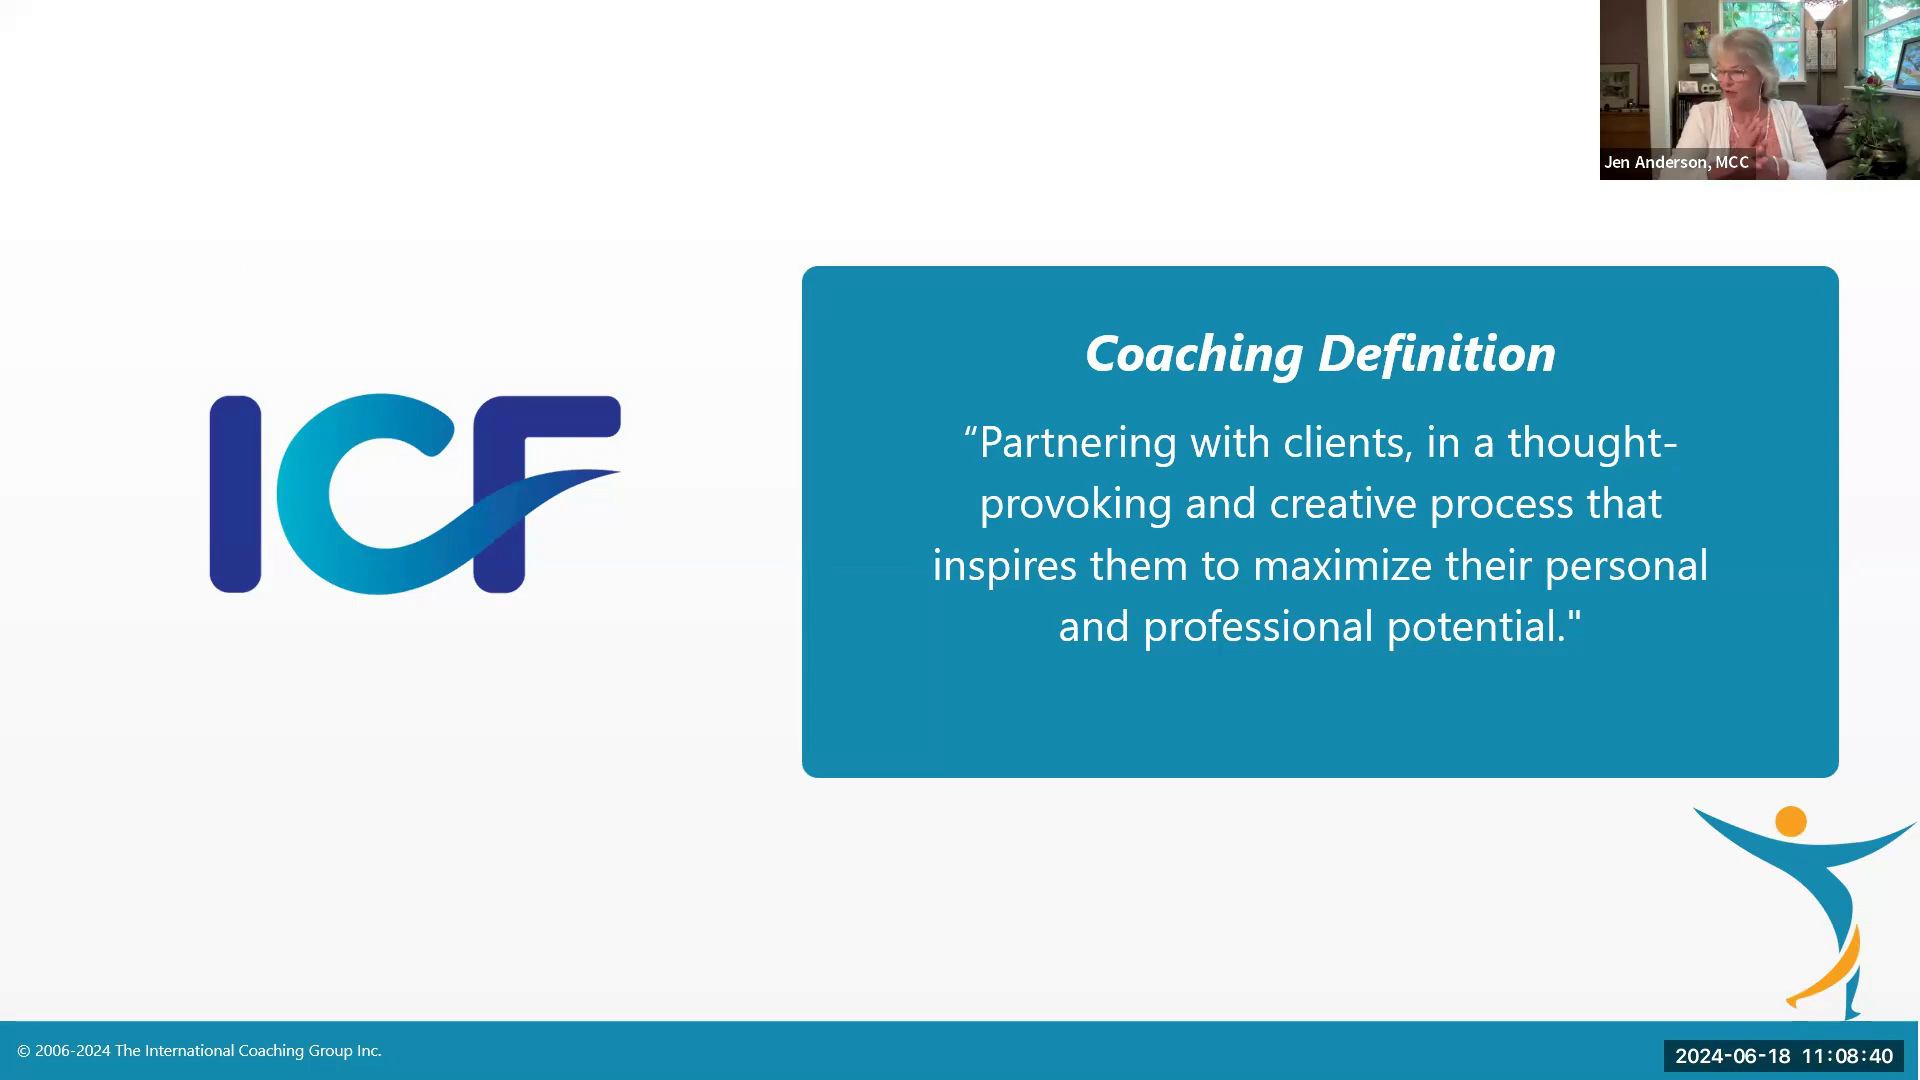 Jen Anderson, MCC
ICF
Coaching Definition
“Partnering with clients, in a thought-
provoking and creative process that
inspires them to maximize their personal
and professional potential."
© 2006-2024 The International Coaching Group Inc.
2024-06-18 11:08:40